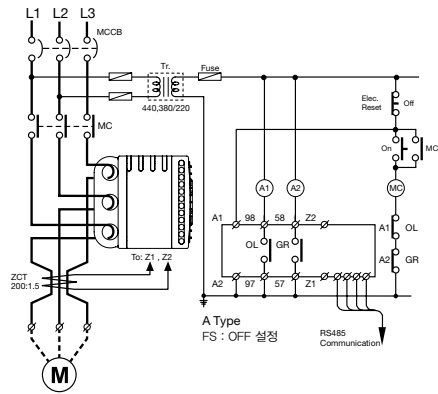 L1 L2 L3
MCCB
Tr.
Fuse
440,380/220
Elec.
Reset
Off
MC
On
MC
A1
A2
MC
A1 98 58 Z2
A1 OL
OL GR
A2 GR
A2 97 57 Z1
To: Z1 , Z2
ZCT
200:1.5
A Type
FS : OFF 설정
RS485
Communication
M